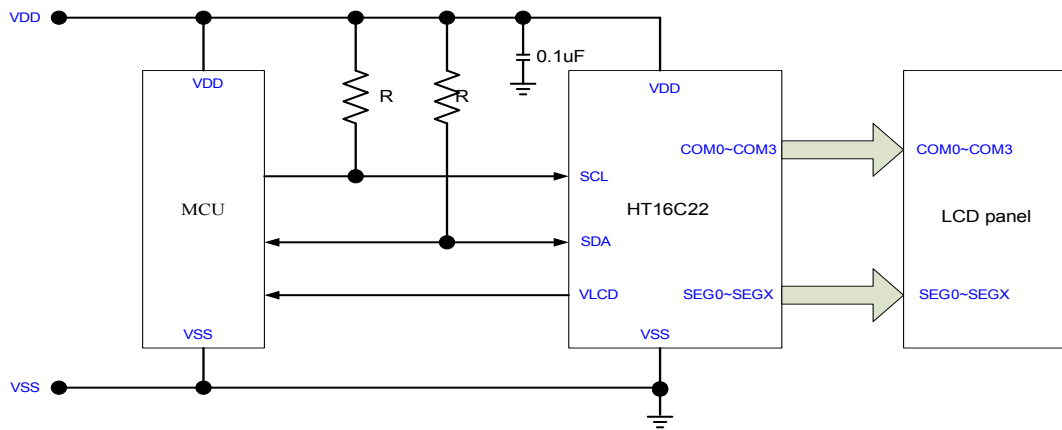 VDD
0.1uF
VDD
VDD
R
R
COM0~COM3
COM0~COM3
SCL
MCU
HT16C22
LCD panel
SDA
VLCD
SEG0~SEGX
SEG0~SEGX
VSS
VSS
VSS